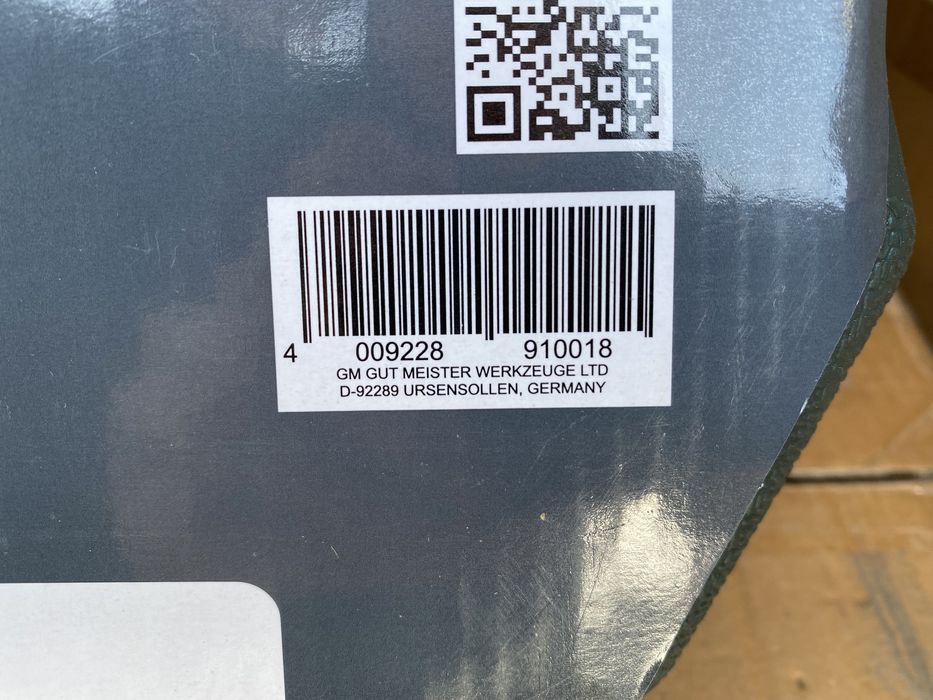 4 009228 910018
GM GUT MEISTER WERKZEUGE LTD
D-92289 URSENSOLLEN, GERMANY